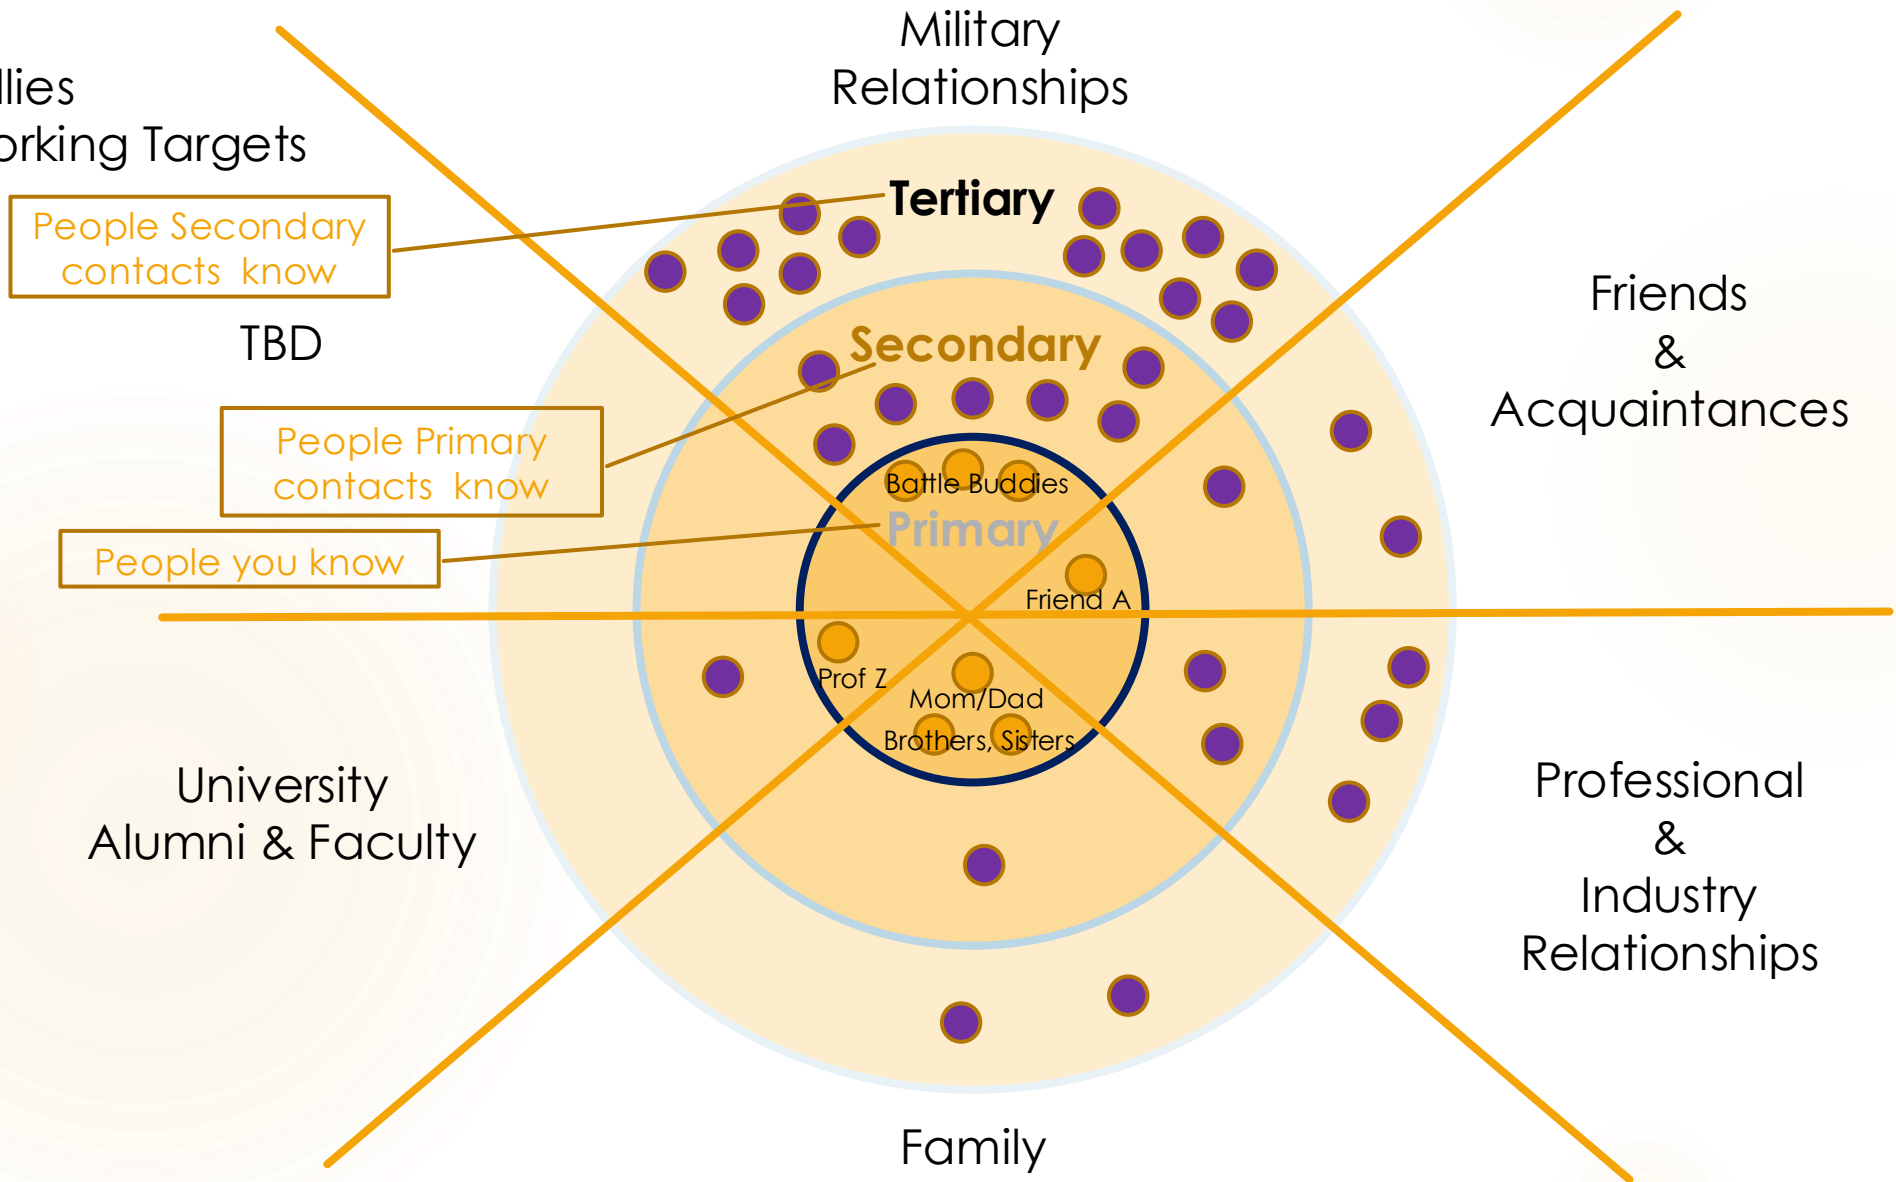 Military
Relationships
llies
orking Targets
Tertiary
People Secondary
contacts know
TBD
Secondary
Friends
&
Acquaintances
People Primary
contacts know
Battle Buddies
Primary
People you know
Friend A
Prof Z
Mom/Dad
Brothers, Sisters
University
Alumni & Faculty
Professional
&
Industry
Relationships
Family